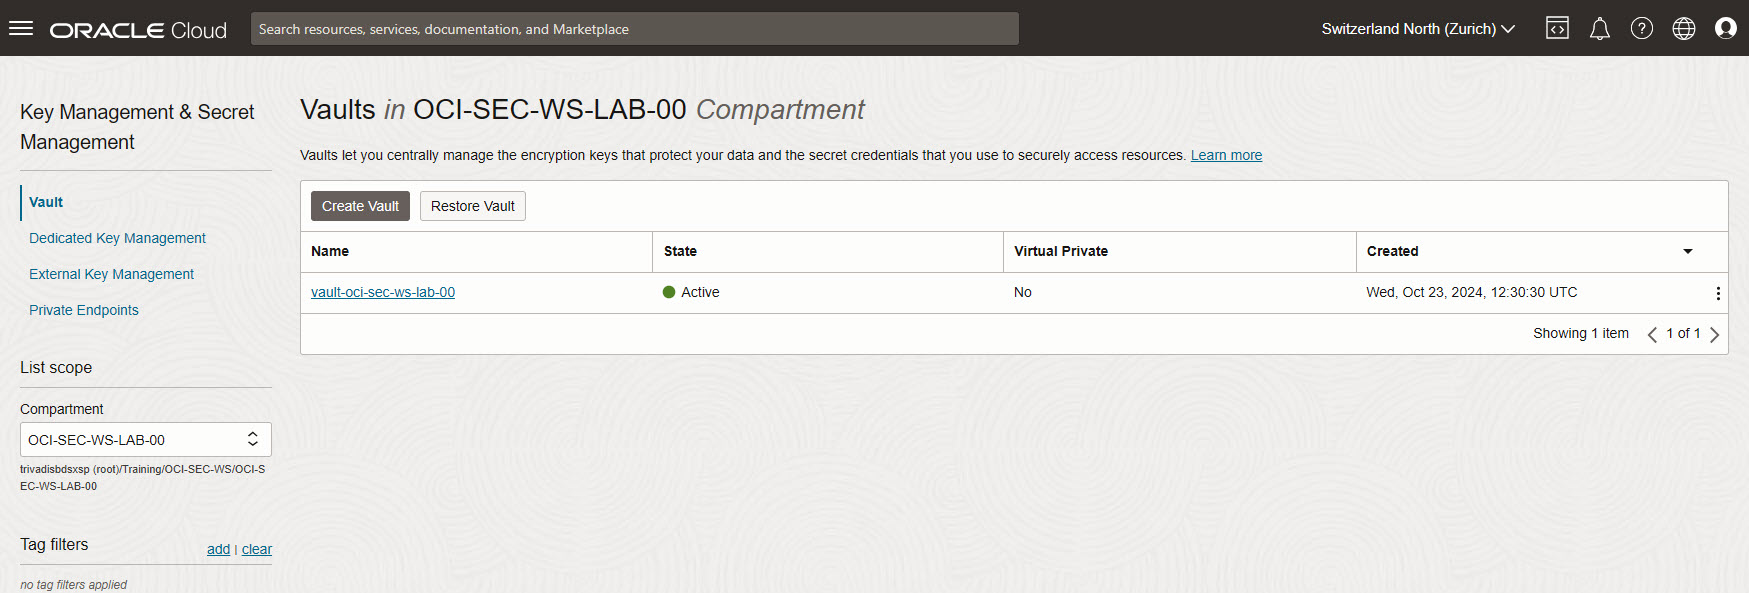 ORACLE Cloud
Search resources, services, documentation, and Marketplace
Switzerland North (Zurich)
Key Management & Secret
Management
Vault
Dedicated Key Management
External Key Management
Private Endpoints
List scope
Compartment
OCI-SEC-WS-LAB-00
trivadisbdsxsp (root)/Training/OCI-SEC-WS/OCI-S
EC-WS-LAB-00
Tag filters
add | clear
no tag filters applied
Vaults in OCI-SEC-WS-LAB-00 Compartment
Vaults let you centrally manage the encryption keys that protect your data and the secret credentials that you use to securely access resources. Learn more
Create Vault Restore Vault
Name State Virtual Private Created
vault-oci-sec-ws-lab-00 Active No Wed, Oct 23, 2024, 12:30:30 UTC
Showing 1 item 1 of 1